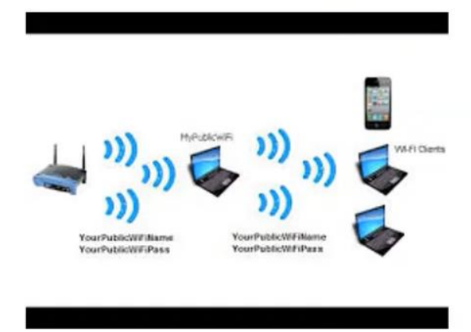 MyPublicWiFi
Wi-Fi Clients
YourPublicWiFiName
YourPublicWiFiPass
YourPublicWiFiName
YourPublicWiFiPass